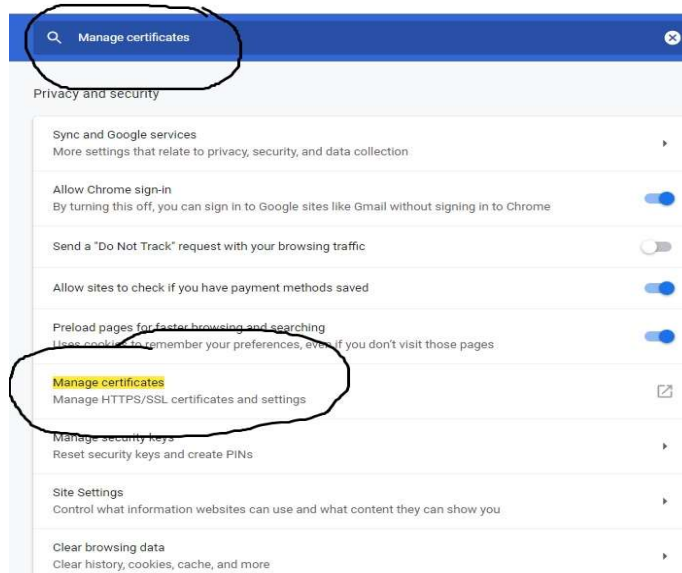 Manage certificates
Privacy and security
Sync and Google services
More settings that relate to privacy, security, and data collection
Allow Chrome sign-in
By turning this off, you can sign in to Google sites like Gmail without signing in to Chrome
Send a "Do Not Track" request with your browsing traffic
Allow sites to check if you have payment methods saved
Preload pages for faster browsing and searching
Uses cookies to remember your preferences, even if you don't visit those pages
Manage certificates
Manage HTTPS/SSL certificates and settings
Manage security keys
Reset security keys and create PINs
Site Settings
Control what information websites can use and what content they can show you
Clear browsing data
Clear history, cookies, cache, and more